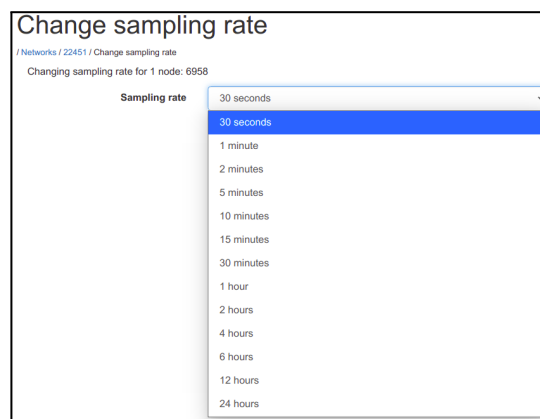 Change sampling rate
/ Networks / 22451 / Change sampling rate
Changing sampling rate for 1 node: 6958
Sampling rate 30 seconds
30 seconds
1 minute
2 minutes
5 minutes
10 minutes
15 minutes
30 minutes
1 hour
2 hours
4 hours
6 hours
12 hours
24 hours